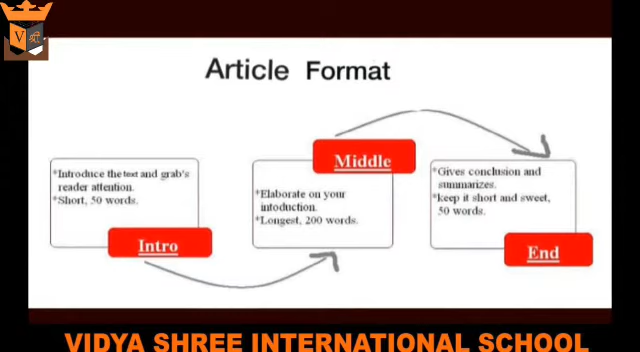 V श्री
Article Format
*Introduce the text and grab's
reader attention.
*Short, 50 words.
Intro
Middle
*Elaborate on your
intoduction.
*Longest, 200 words.
*Gives conclusion and
summarizes.
*keep it short and sweet,
50 words.
End
VIDYA SHREE INTERNATIONAL SCHOOL